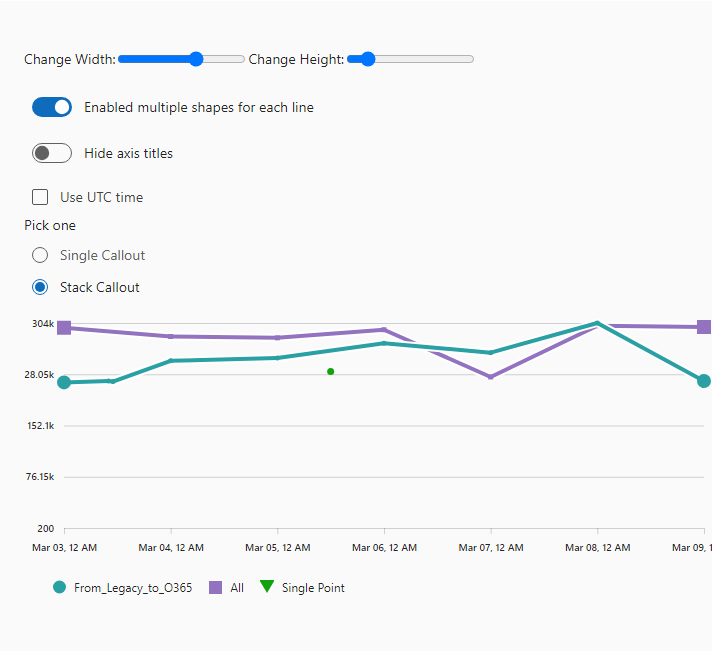 Change Width: Change Height:
Enabled multiple shapes for each line
Hide axis titles
Use UTC time
Pick one
Single Callout
Stack Callout
304k
28.05k
152.1k
76.15k
200
Mar 03, 12 AM Mar 04, 12 AM Mar 05, 12 AM Mar 06, 12 AM Mar 07, 12 AM Mar 08, 12 AM Mar 09, 1
From_Legacy_to_O365 All Single Point